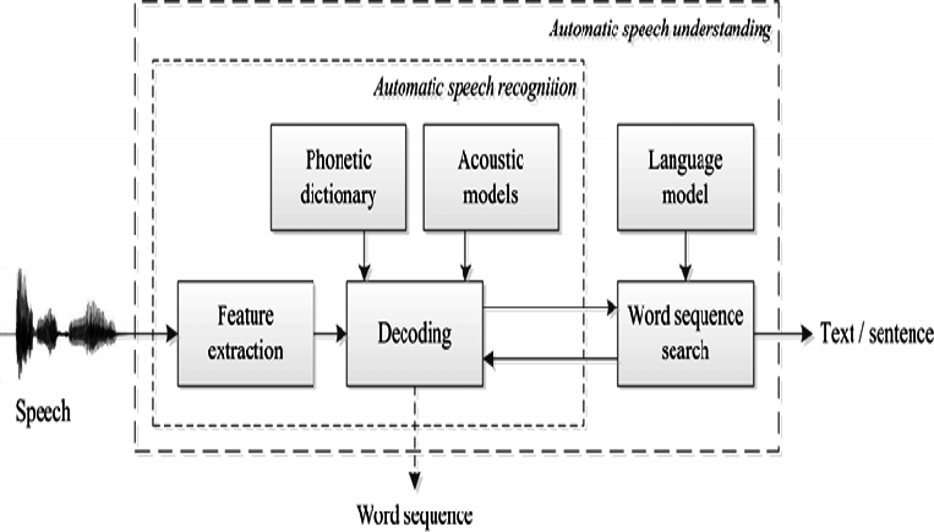 Automatic speech understanding
Automatic speech recognition
Phonetic
dictionary
Acoustic
models
Language
model
Feature
extraction
Decoding
Word sequence
search
Text / sentence
Speech
Word sequence